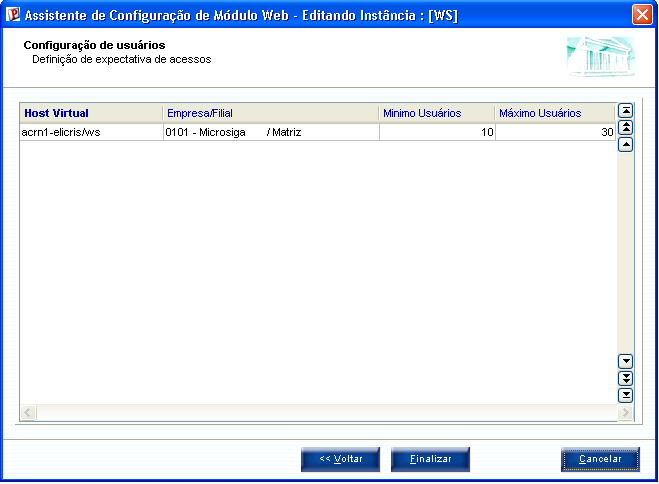 Assistente de Configuração de Módulo Web - Editando Instância : [WS]
Configuração de usuários
Definição de expectativa de acessos
Host Virtual Empresa/Filial Minimo Usuários Máximo Usuários
acrn1-elicris/ws 0101 - Microsiga / Matriz 10 30
<< Voltar Finalizar Cancelar